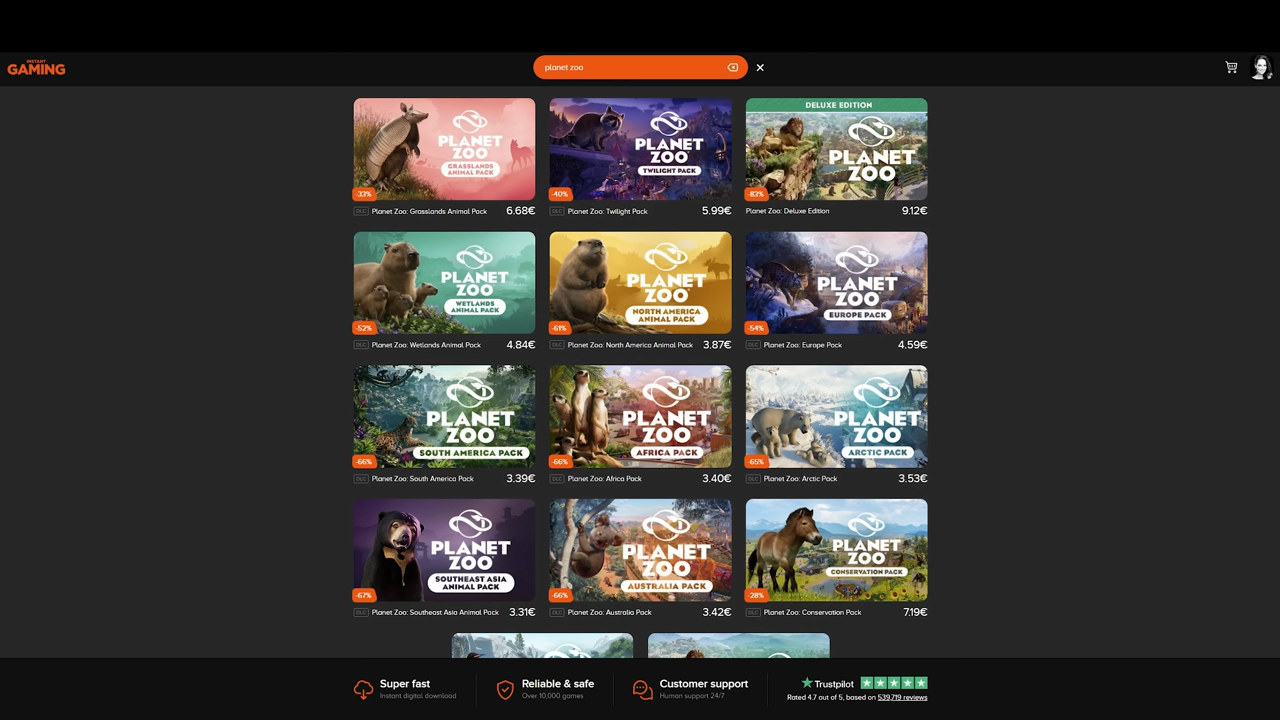 INSTANT
GAMING
planet zoo
PLANET
ZOO
GRASSLANDS
ANIMAL PACK
-33%
DLC Planet Zoo: Grasslands Animal Pack 6.68€
PLANET
ZOO
TWILIGHT PACK
-40%
DLC Planet Zoo: Twilight Pack 5.99€
DELUXE EDITION
PLANET
ZOO
-83%
Planet Zoo: Deluxe Edition 9.12€
PLANET
ZOO
WETLANDS
ANIMAL PACK
-52%
DLC Planet Zoo: Wetlands Animal Pack 4.84€
PLANET
ZOO
NORTH AMERICA
ANIMAL PACK
-61%
DLC Planet Zoo: North America Animal Pack 3.87€
PLANET
ZOO
EUROPE PACK
-54%
DLC Planet Zoo: Europe Pack 4.59€
PLANET
ZOO
SOUTH AMERICA PACK
-66%
DLC Planet Zoo: South America Pack 3.39€
PLANET
ZOO
AFRICA PACK
-66%
DLC Planet Zoo: Africa Pack 3.40€
PLANET
ZOO
ARCTIC PACK
-65%
DLC Planet Zoo: Arctic Pack 3.53€
PLANET
ZOO
SOUTHEAST ASIA
ANIMAL PACK
-67%
DLC Planet Zoo: Southeast Asia Animal Pack 3.31€
PLANET
ZOO
AUSTRALIA PACK
-66%
DLC Planet Zoo: Australia Pack 3.42€
PLANET
ZOO
CONSERVATION PACK
-28%
DLC Planet Zoo: Conservation Pack 7.19€
Super fast
Instant digital download
Reliable & safe
Over 10,000 games
Customer support
Human support 24/7
Trustpilot
Rated 4.7 out of 5, based on 539,719 reviews